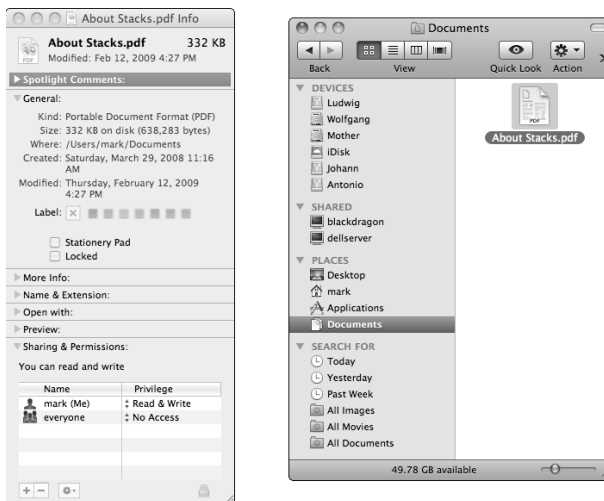 About Stacks.pdf Info
About Stacks.pdf 332 KB
Modified: Feb 12, 2009 4:27 PM
PDF
Spotlight Comments:
General:
Kind: Portable Document Format (PDF)
Size: 332 KB on disk (638,283 bytes)
Where: /Users/mark/Documents
Created: Saturday, March 29, 2008 11:16
AM
Modified: Thursday, February 12, 2009
4:27 PM
Label:
Stationery Pad
Locked
More Info:
Name & Extension:
Open with:
Preview:
Sharing & Permissions:
You can read and write
Name Privilege
mark (Me) Read & Write
everyone No Access
Documents
Back View Quick Look Action
DEVICES
Ludwig
Wolfgang
Mother
iDisk
Johann
Antonio
SHARED
blackdragon
dellserver
PLACES
Desktop
mark
Applications
Documents
SEARCH FOR
Today
Yesterday
Past Week
All Images
All Movies
All Documents
PDF
About Stacks.pdf
49.78 GB available